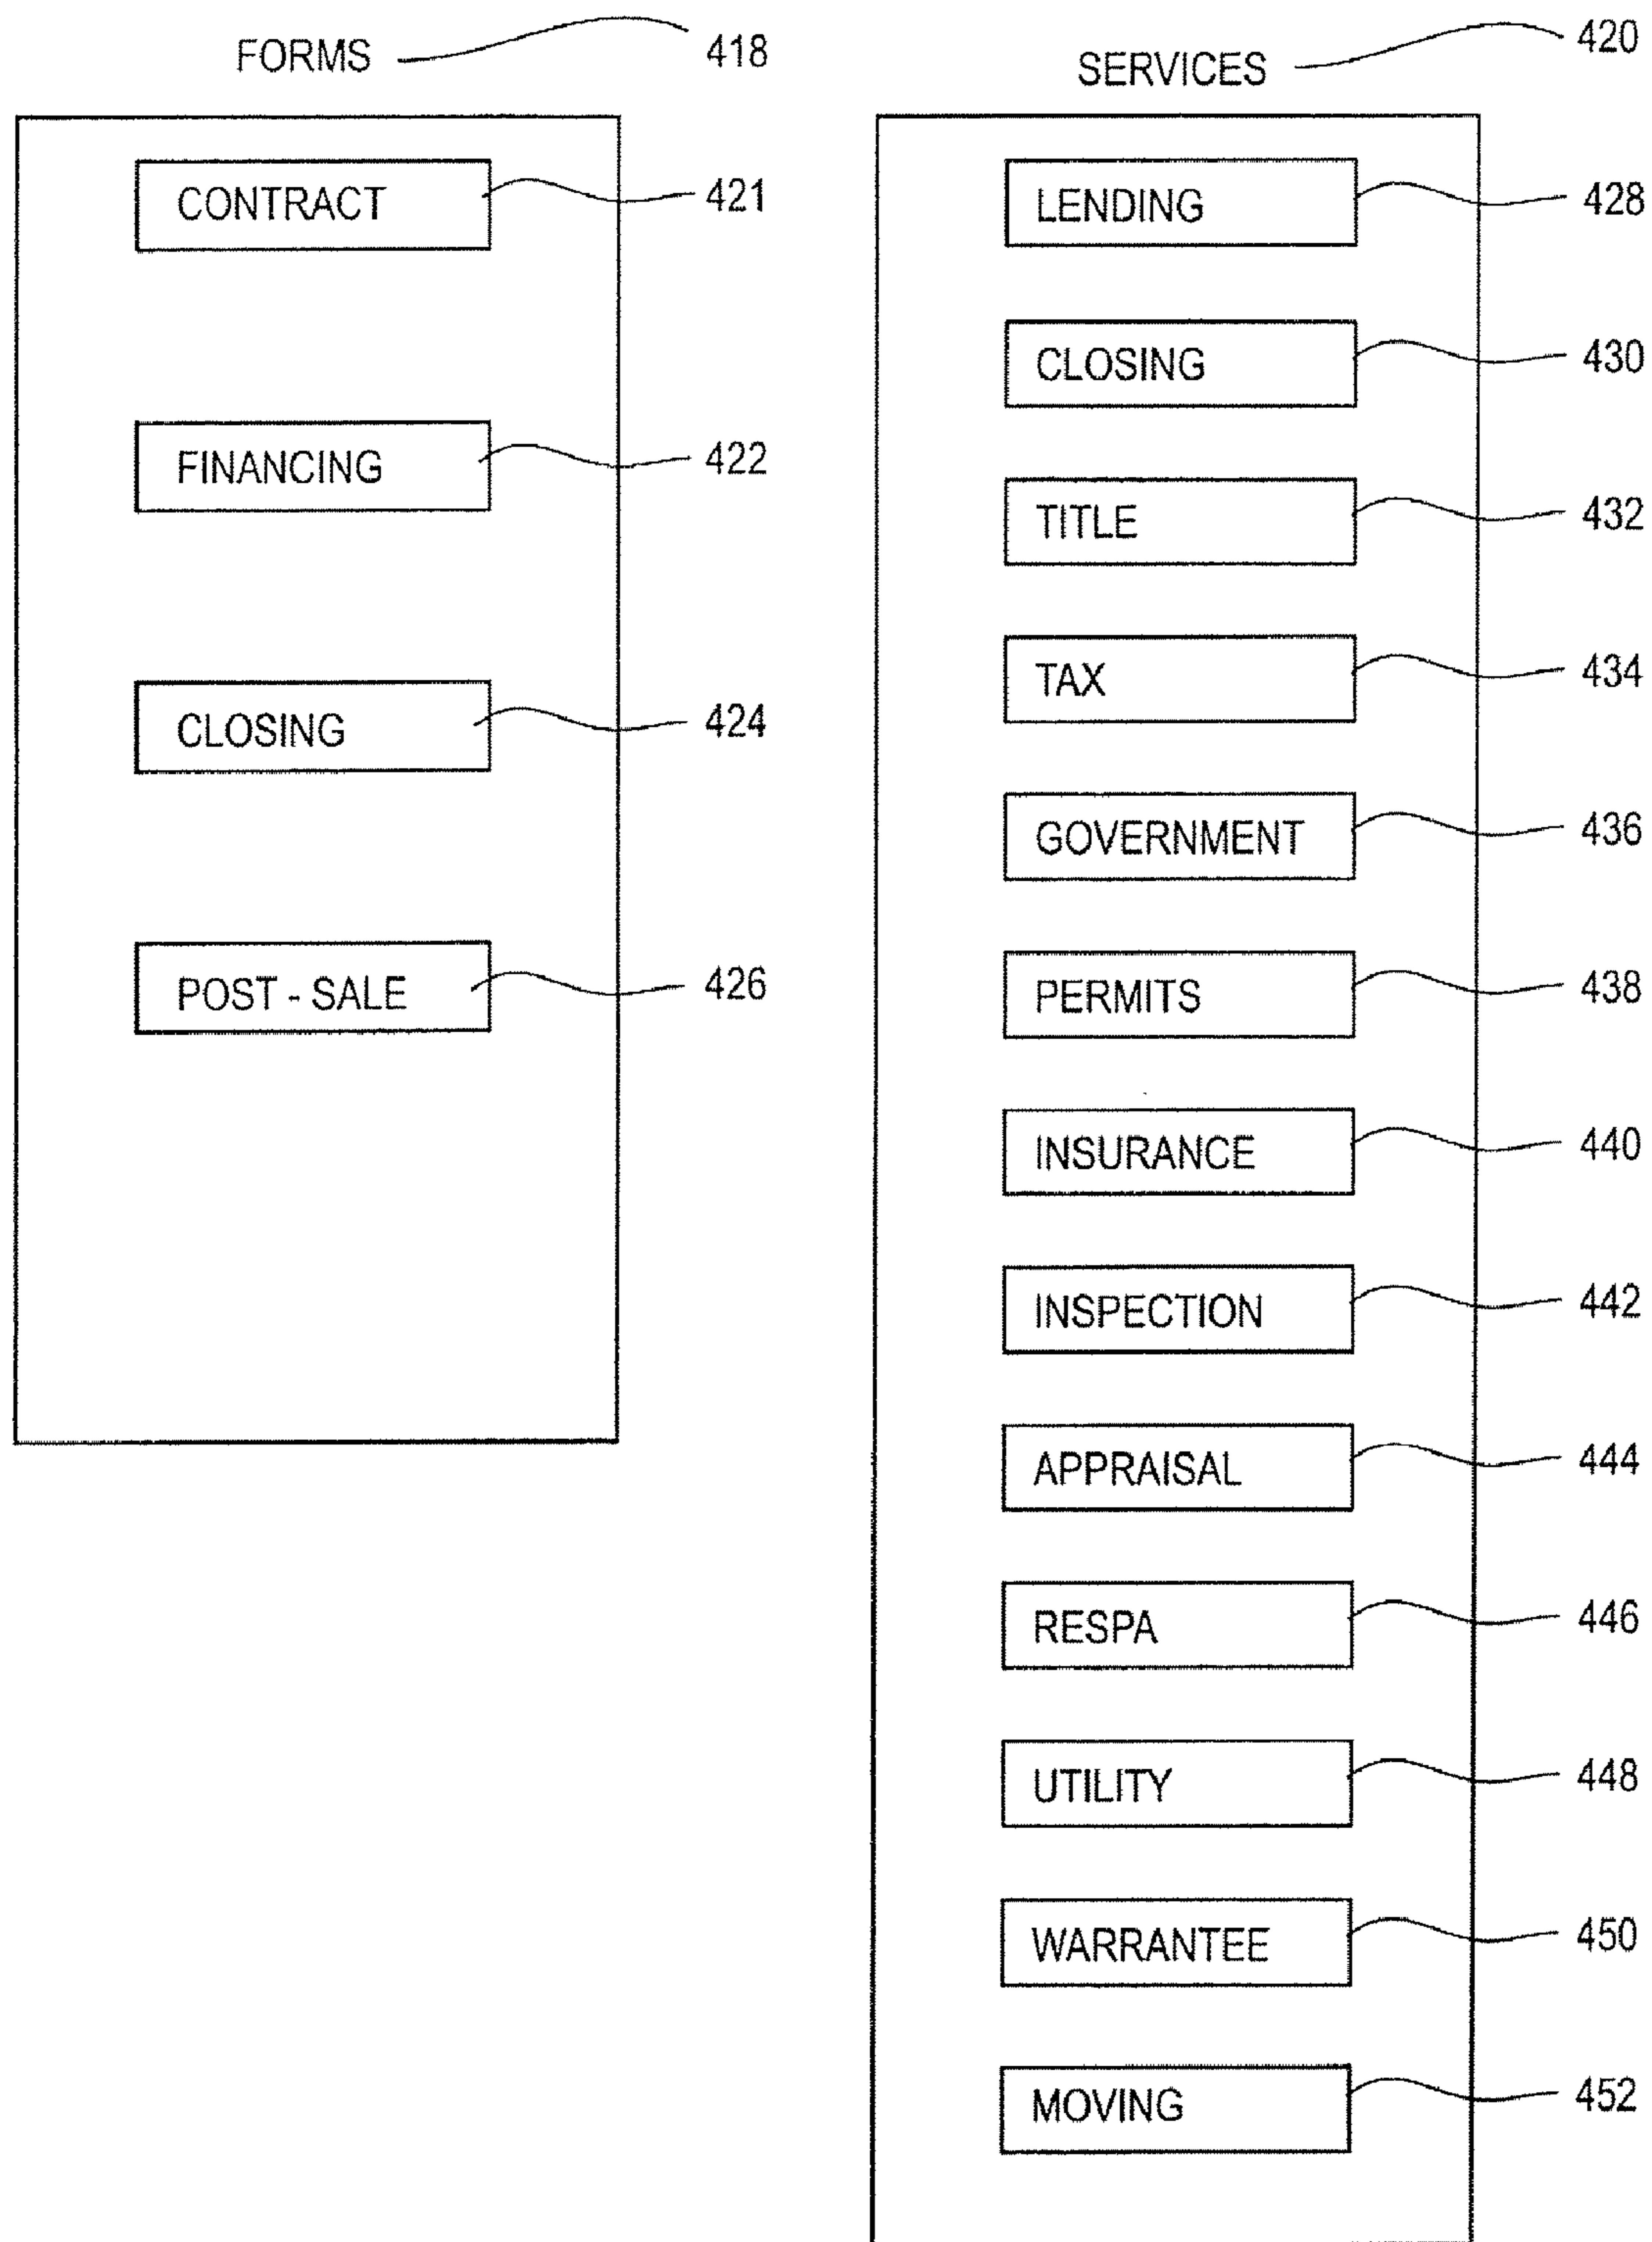 FORMS 418
CONTRACT 421
FINANCING 422
CLOSING 424
POST - SALE 426
SERVICES 420
LENDING 428
CLOSING 430
TITLE 432
TAX 434
GOVERNMENT 436
PERMITS 438
INSURANCE 440
INSPECTION 442
APPRAISAL 444
RESPA 446
UTILITY 448
WARRANTEE 450
MOVING 452